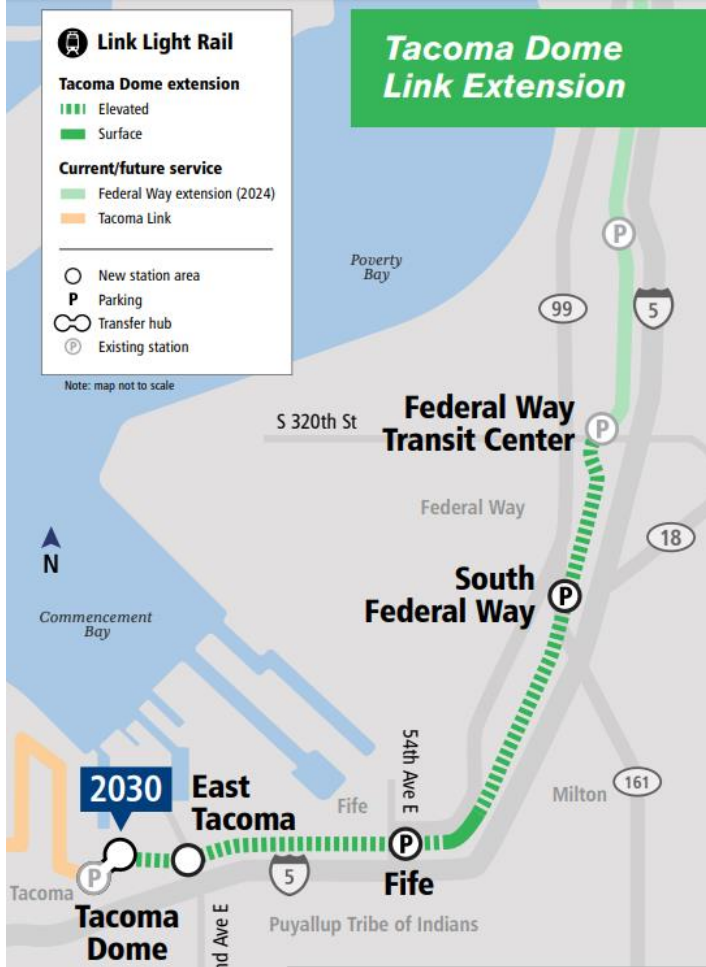 Link Light Rail
Tacoma Dome extension
Elevated
Surface
Current/future service
Federal Way extension (2024)
Tacoma Link
New station area
P Parking
Transfer hub
P Existing station
Note: map not to scale
Tacoma Dome
Link Extension
Poverty
Bay
P
99
5
S 320th St
Federal Way
Transit Center
P
Federal Way
18
N
South
Federal Way
P
Commencement
Bay
54th Ave E
2030
East
Tacoma
Fife
Milton
161
P
Fife
P
5
Tacoma
Tacoma
Dome
Puyallup Tribe of Indians
Ave E